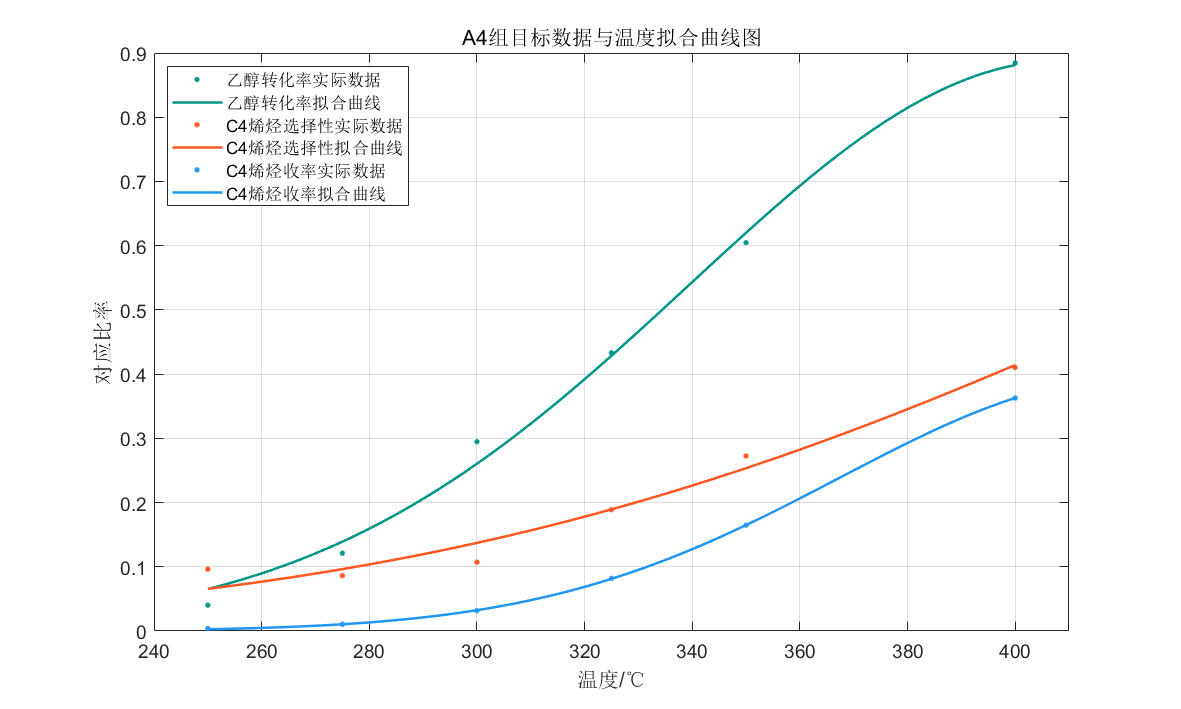 A4组目标数据与温度拟合曲线图
0.9
0.8
0.7
0.6
0.5
0.4
0.3
0.2
0.1
0
对应比率
乙醇转化率实际数据
乙醇转化率拟合曲线
C4烯烃选择性实际数据
C4烯烃选择性拟合曲线
C4烯烃收率实际数据
C4烯烃收率拟合曲线
240 260 280 300 320 340 360 380 400
温度/℃